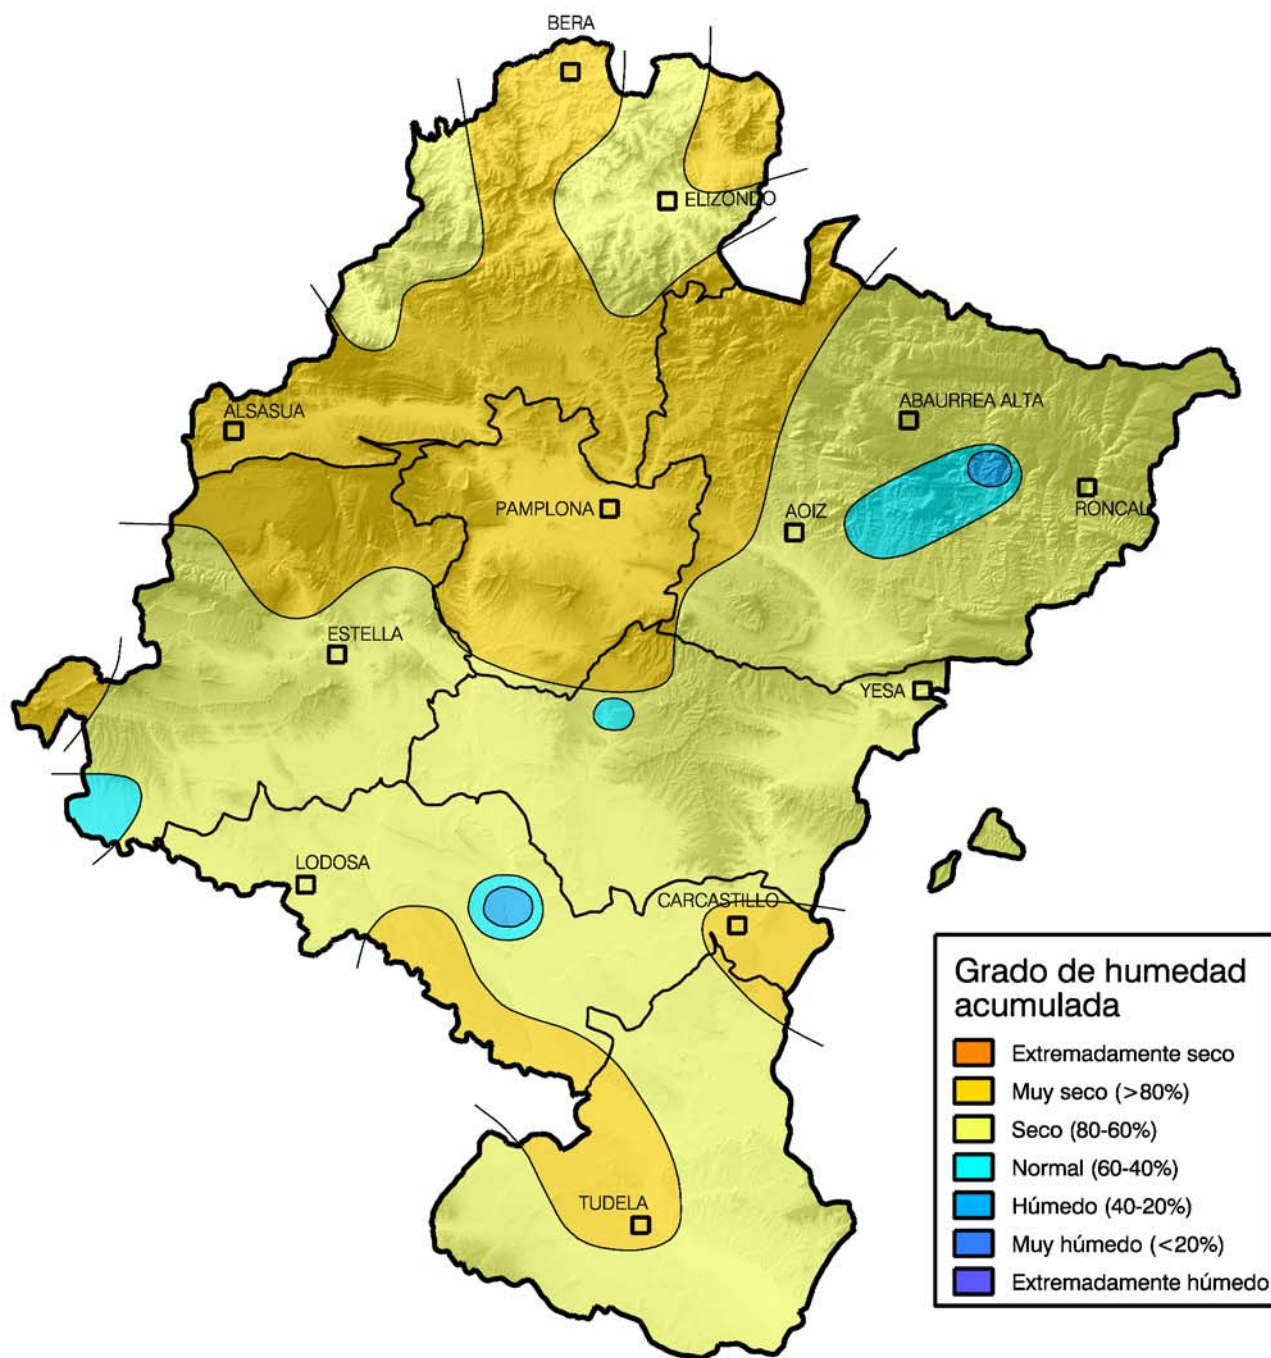 BERA
ELIZONDO
ALSASUA
ABAURREA ALTA
PAMPLONA
AOIZ
RONCAL
ESTELLA
YESA
LODOSA
CARCASTILLO
TUDELA
Grado de humedad
acumulada
Extremadamente seco
Muy seco (>80%)
Seco (80-60%)
Normal (60-40%)
Húmedo (40-20%)
Muy húmedo (<20%)
Extremadamente húmedo